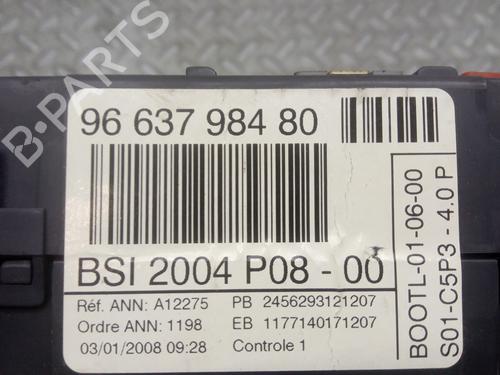 96 637 984 80
BSI 2004 P08 - 00
Réf. ANN: A12275 PB 2456293121207
Ordre ANN: 1198 EB 1177140171207
03/01/2008 09:28 Controle 1
BOOTL-01-06-00
S01-C5P3 - 4.0 P
B-PARTS